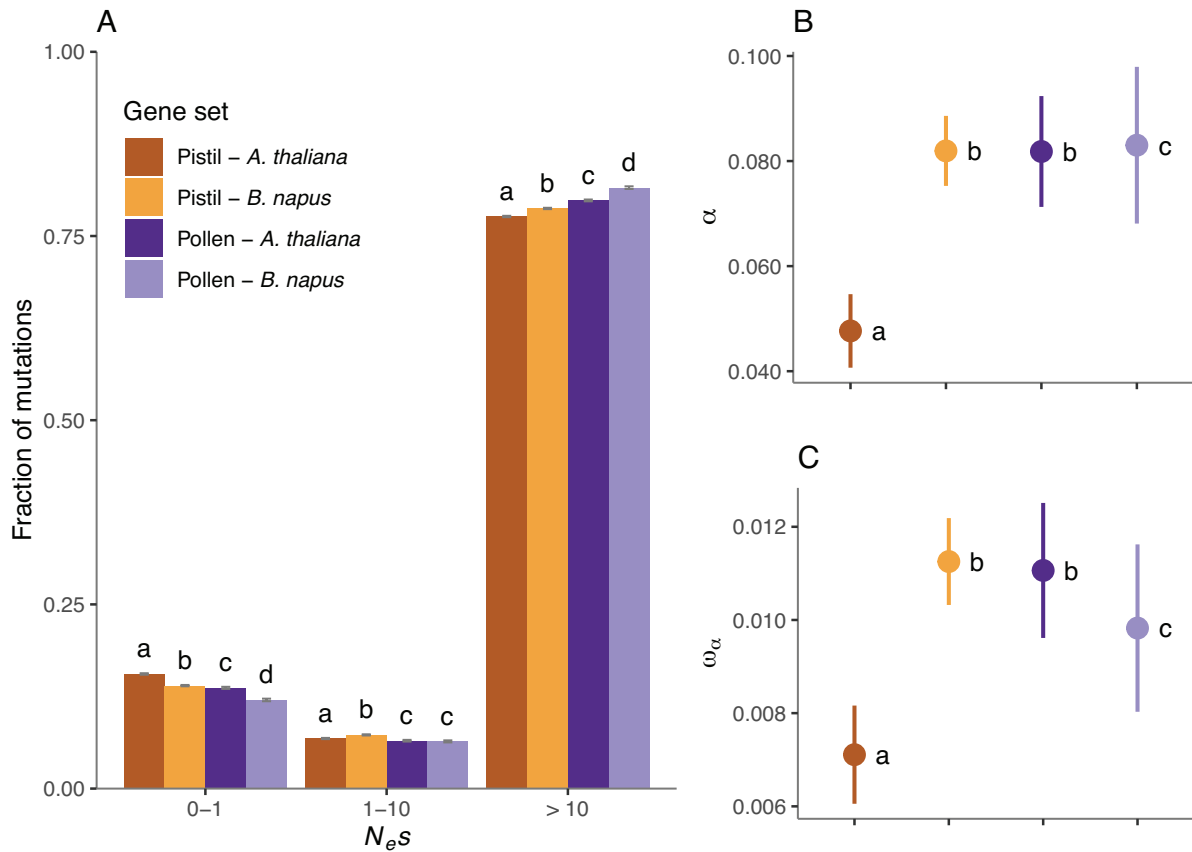 A
1.00
0.75
0.50
0.25
0.00
Fraction of mutations
Gene set
Pistil – A. thaliana
Pistil – B. napus
Pollen – A. thaliana
Pollen – B. napus
a b c d
a b c c
a b c d
0–1 1–10 > 10
Nₑs
B
0.100
0.080
0.060
0.040
α
a b b c
C
0.012
0.010
0.008
0.006
ωα
a b b c